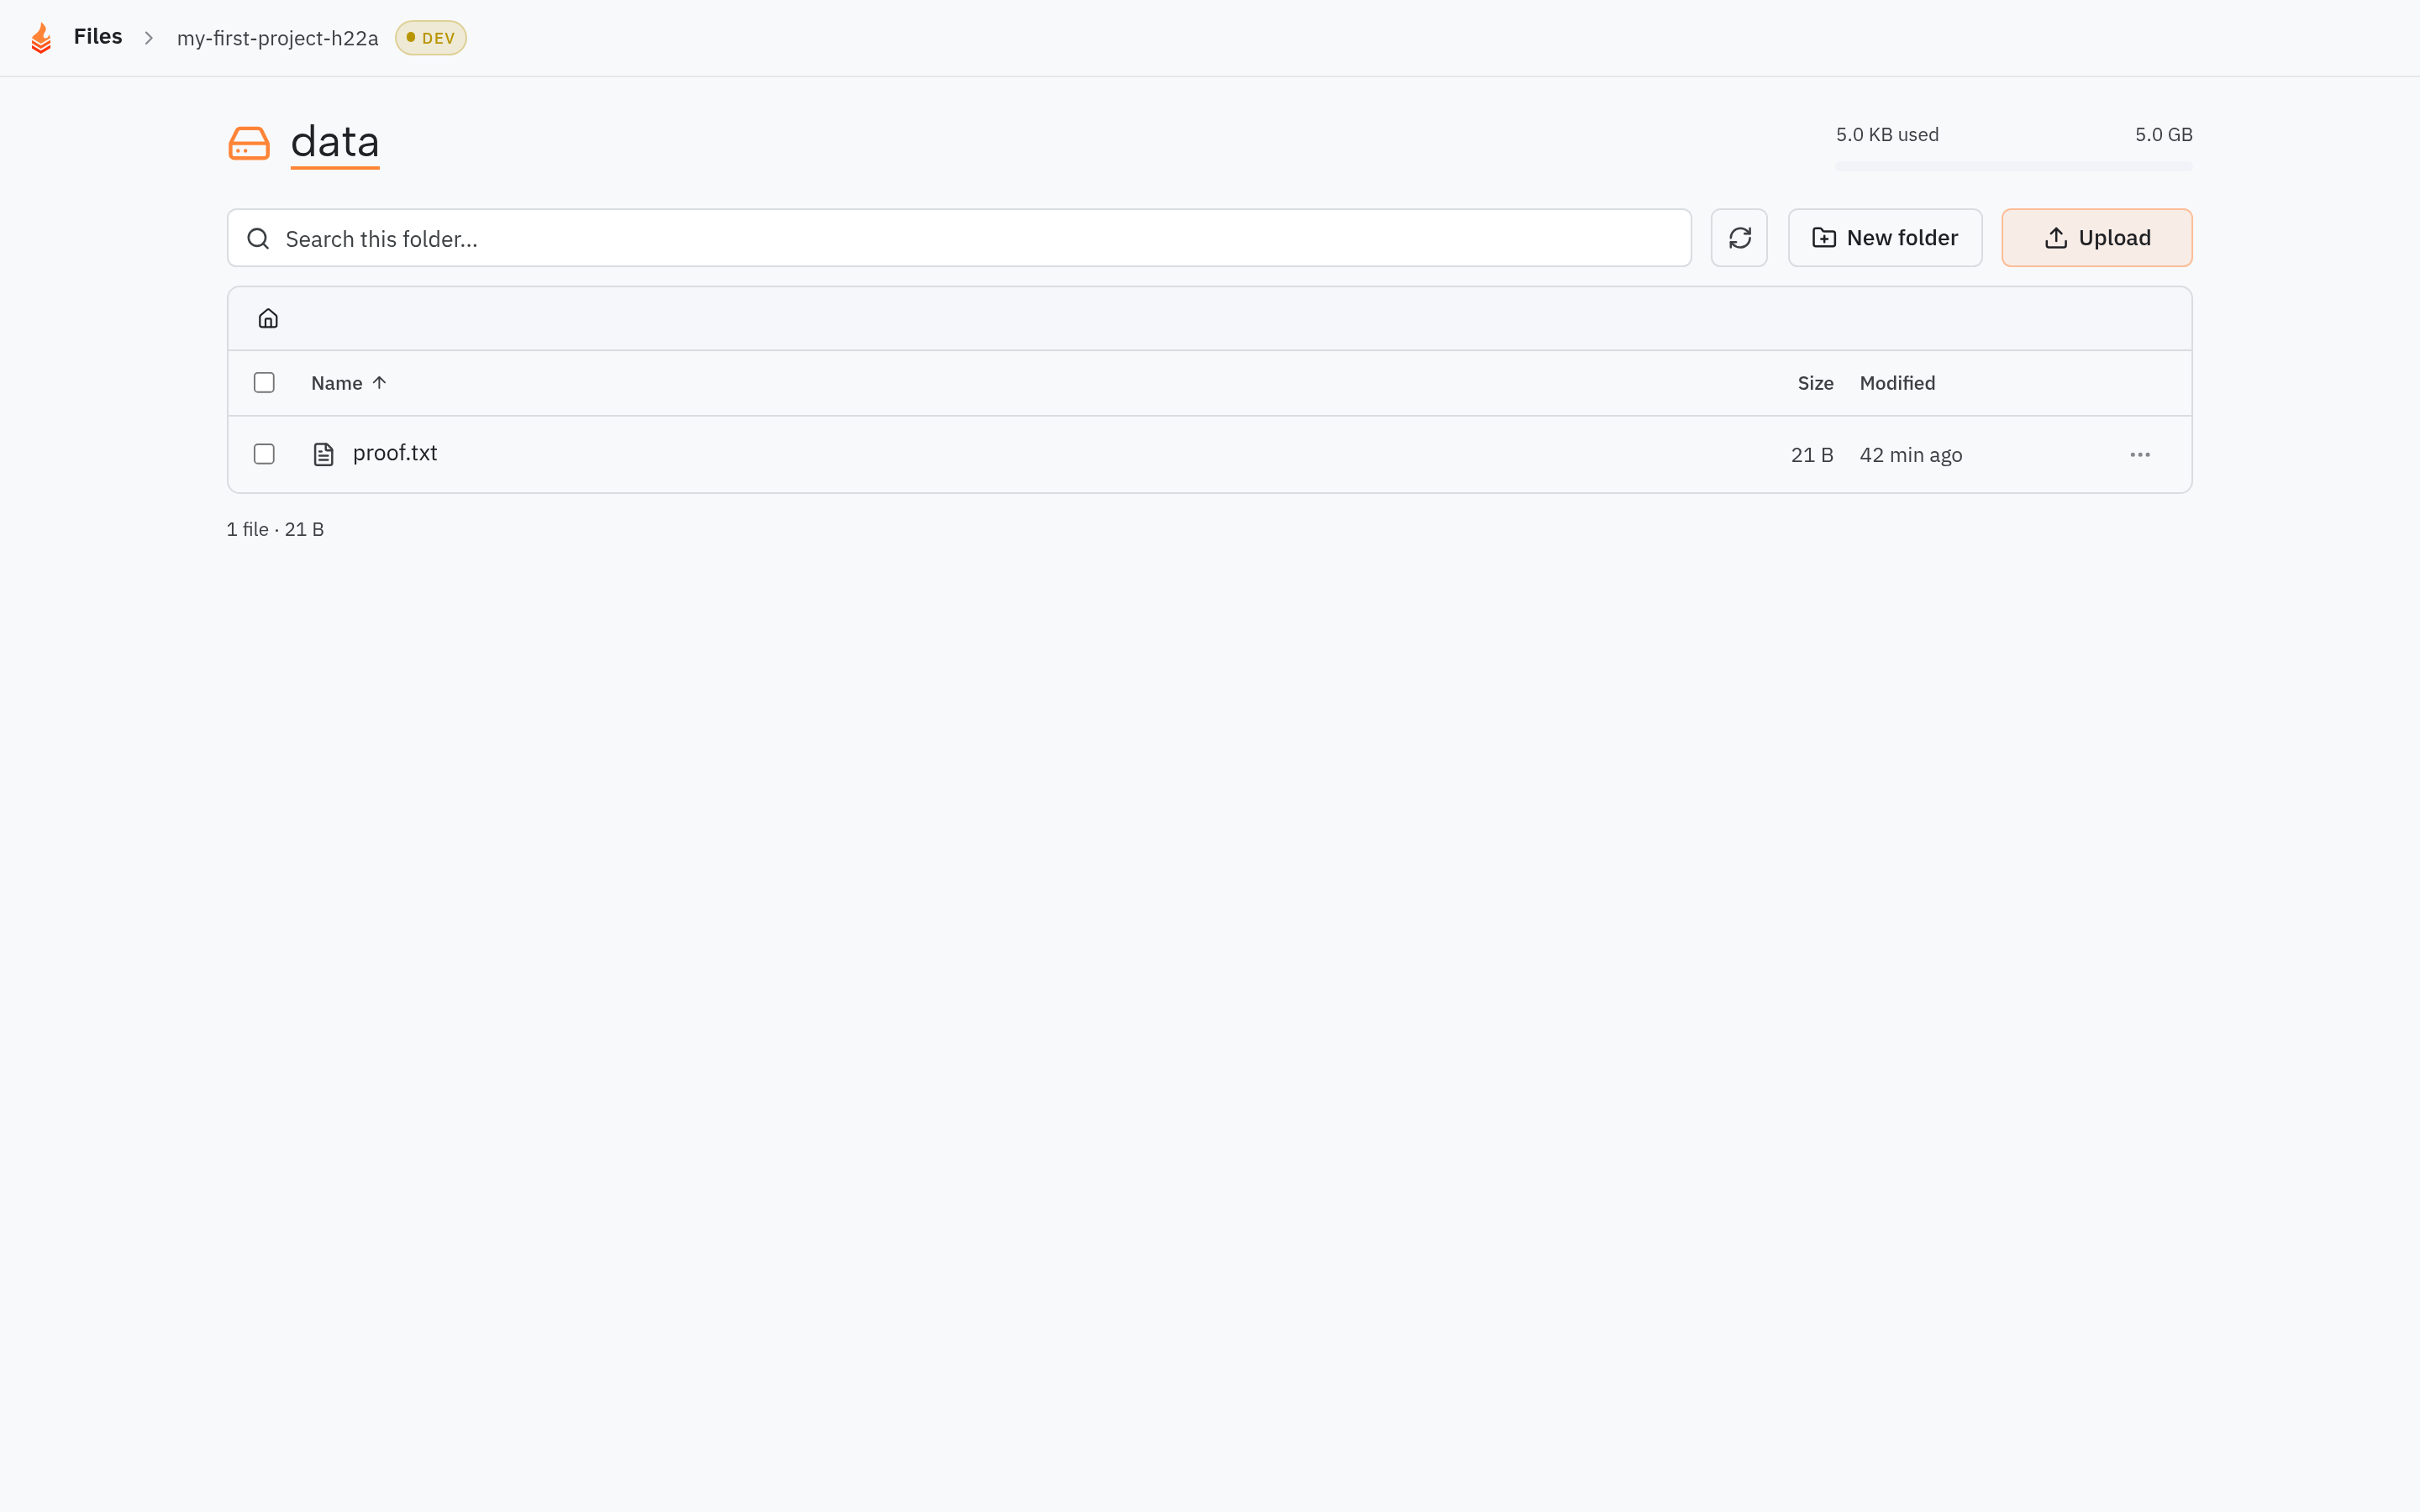 Files my-first-project-h22a DEV
data
5.0 KB used 5.0 GB
Search this folder... New folder Upload
Name Size Modified
proof.txt 21 B 42 min ago
1 file · 21 B